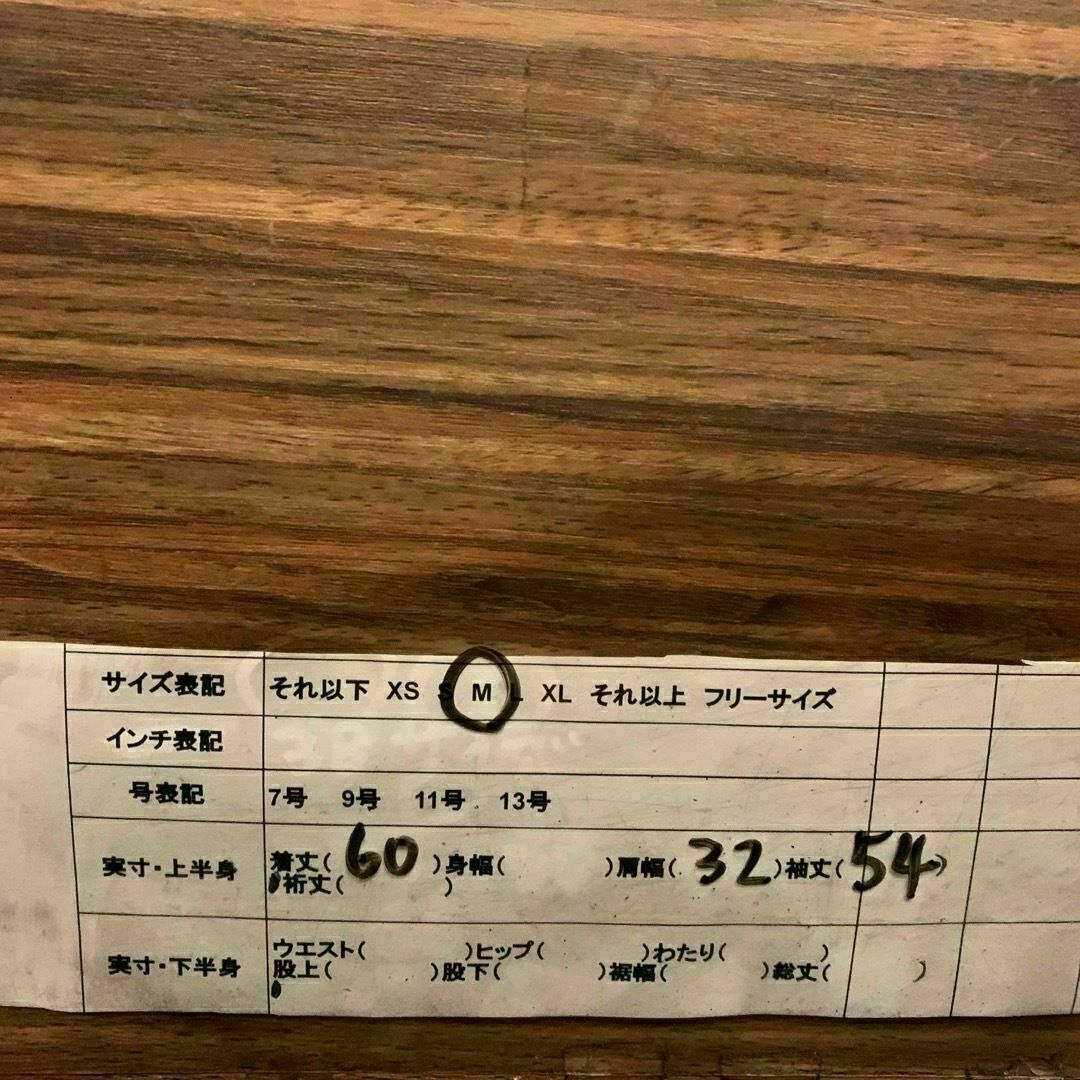 サイズ表記 それ以下 XS S M L XL それ以上 フリーサイズ
インチ表記
号表記 7号 9号 11号 13号
実寸・上半身 着丈( 60 )身幅( )肩幅( 32 )袖丈( 54 )
裄丈( )
実寸・下半身 ウエスト( )ヒップ( )わたり( )
股上( )股下( )裾幅( )総丈( )